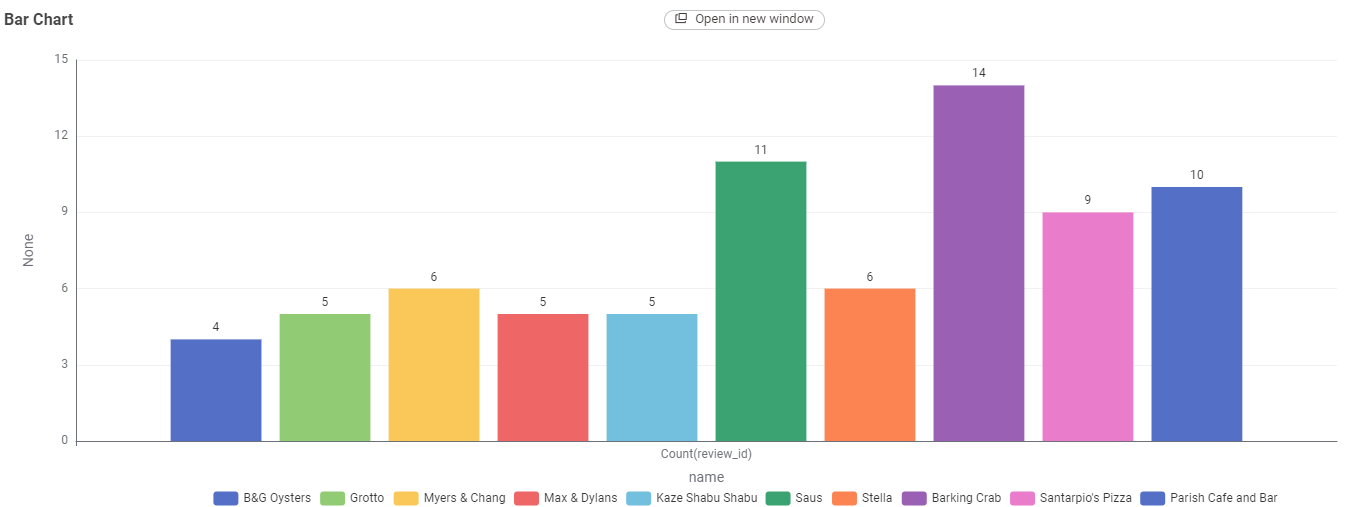 Bar Chart
Open in new window
15
12
9
6
3
0
None
4
5
6
5
5
11
6
14
9
10
Count(review_id)
name
B&G Oysters Grotto Myers & Chang Max & Dylans Kaze Shabu Shabu Saus Stella Barking Crab Santarpio's Pizza Parish Cafe and Bar